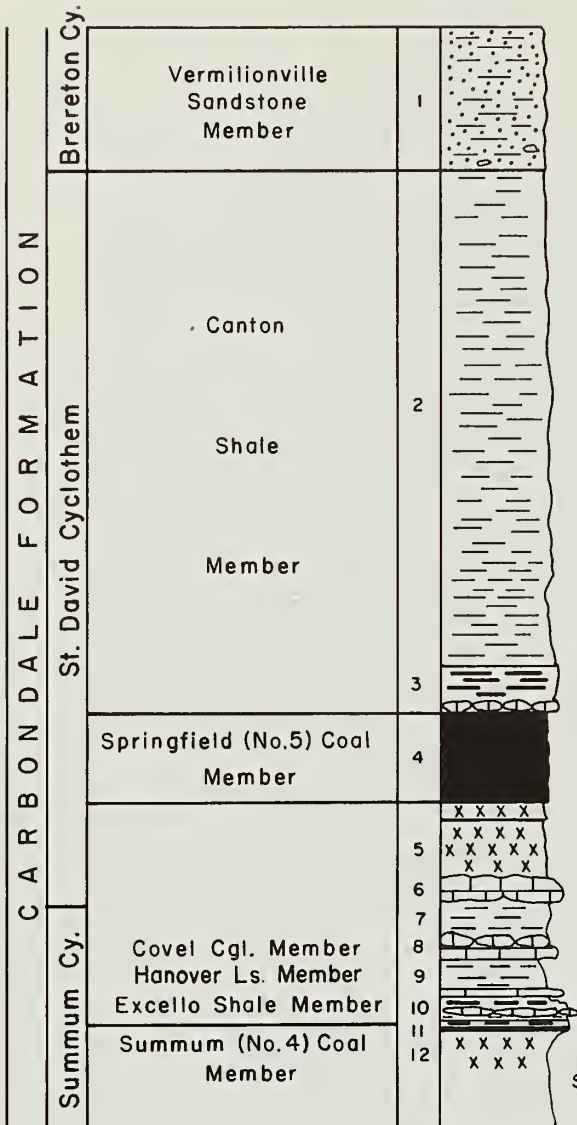 CARBONDALE FORMATION
Brereton Cy.
St. David Cyclothem
Summum Cy.
Vermilionville
Sandstone
Member
1
Canton
Shale
Member
2
3
Springfield (No.5) Coal
Member
4
5
6
7
Covel Cgl. Member
8
Hanover Ls. Member
9
Excello Shale Member
10
11
Summum (No.4) Coal
Member
12
S